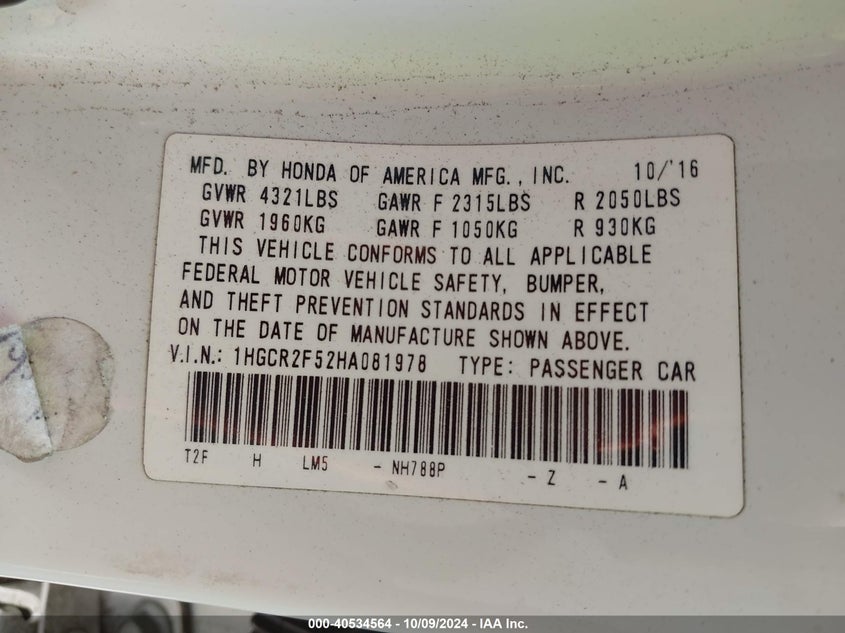 MFD. BY HONDA OF AMERICA MFG., INC. 10/'16
GVWR 4321LBS GAWR F 2315LBS R 2050LBS
GVWR 1960KG GAWR F 1050KG R 930KG
THIS VEHICLE CONFORMS TO ALL APPLICABLE
FEDERAL MOTOR VEHICLE SAFETY, BUMPER,
AND THEFT PREVENTION STANDARDS IN EFFECT
ON THE DATE OF MANUFACTURE SHOWN ABOVE.
V.I.N.: 1HGCR2F52HA081978 TYPE: PASSENGER CAR
T2F H LM5 - NH788P - Z - A
000-40534564 - 10/09/2024 - IAA Inc.